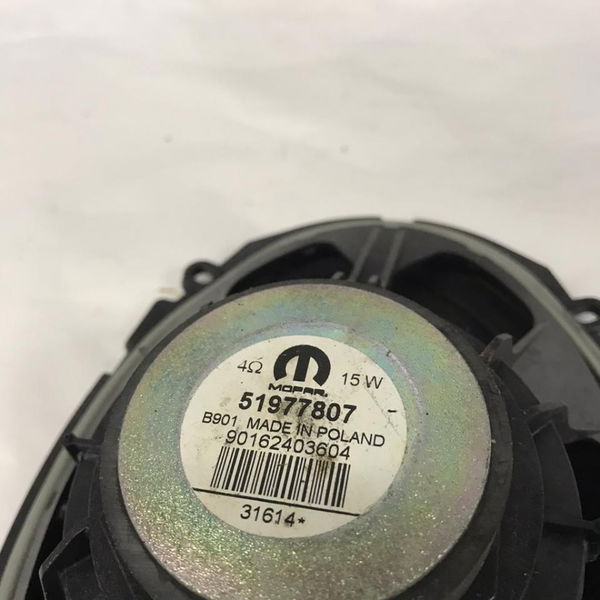 4Ω 15 W
MOPAR
51977807
B901 MADE IN POLAND
90162403604
31614*